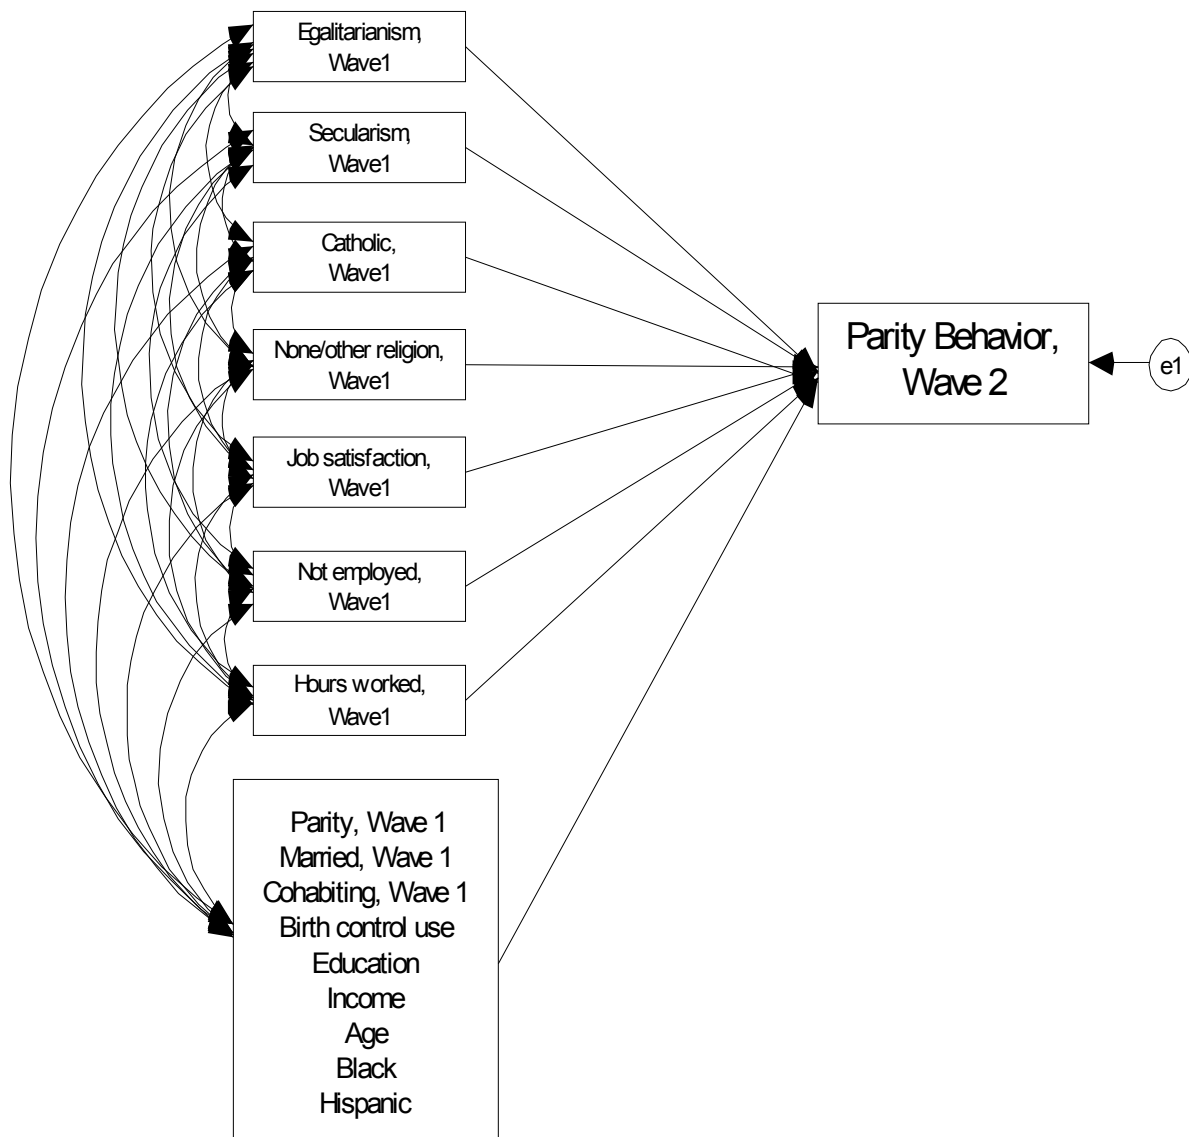 Egalitarianism,
Wave1
Secularism,
Wave1
Catholic,
Wave1
None/other religion,
Wave1
Job satisfaction,
Wave1
Not employed,
Wave1
Hours worked,
Wave1
Parity, Wave 1
Married, Wave 1
Cohabiting, Wave 1
Birth control use
Education
Income
Age
Black
Hispanic
Parity Behavior,
Wave 2
e1